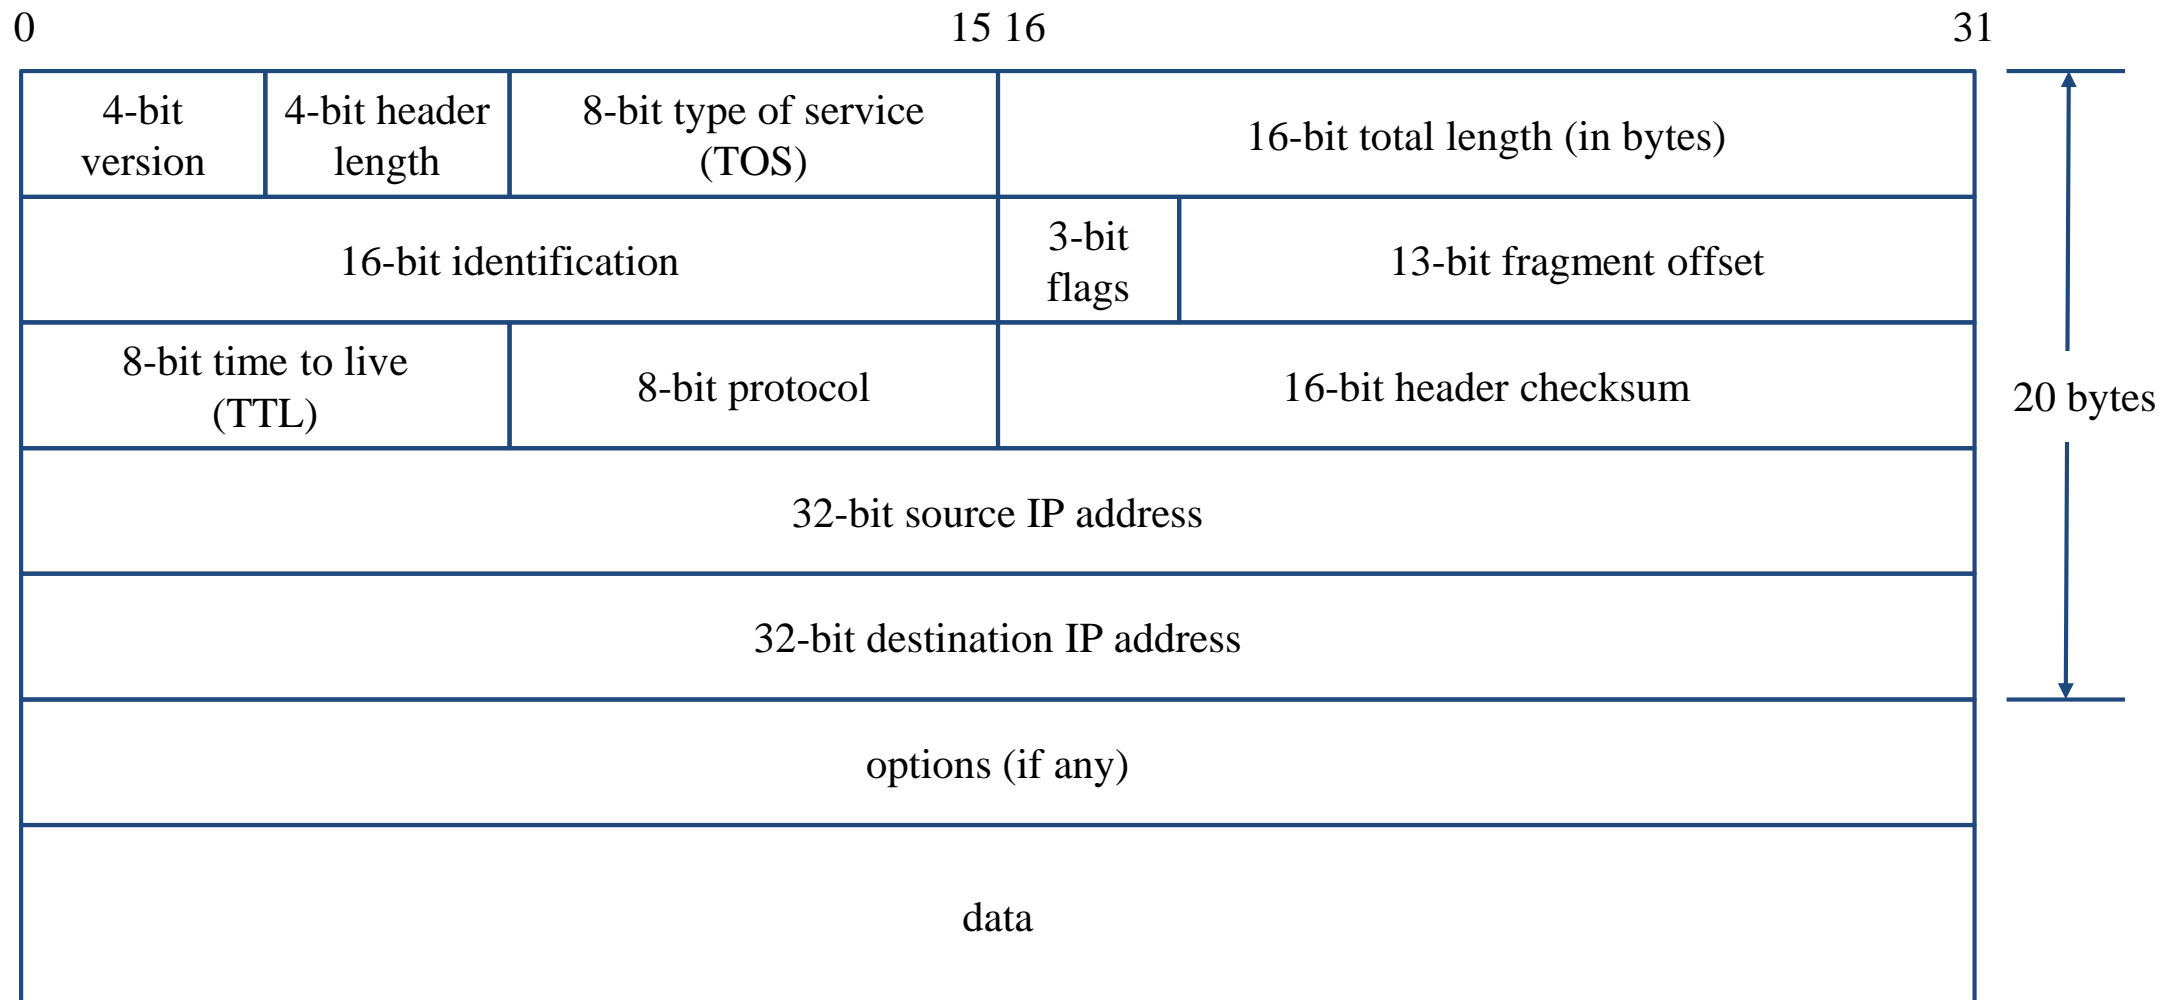 0
15 16
31
4-bit
version
4-bit header
length
8-bit type of service
(TOS)
16-bit total length (in bytes)
16-bit identification
3-bit
flags
13-bit fragment offset
8-bit time to live
(TTL)
8-bit protocol
16-bit header checksum
20 bytes
32-bit source IP address
32-bit destination IP address
options (if any)
data